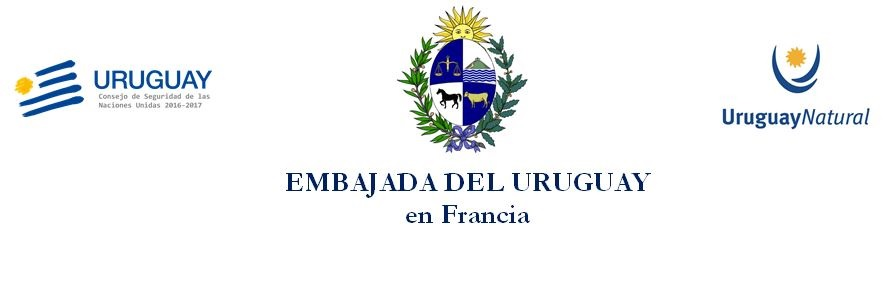 URUGUAY
Consejo de Seguridad de las
Naciones Unidas 2016-2017
UruguayNatural
EMBAJADA DEL URUGUAY
en Francia